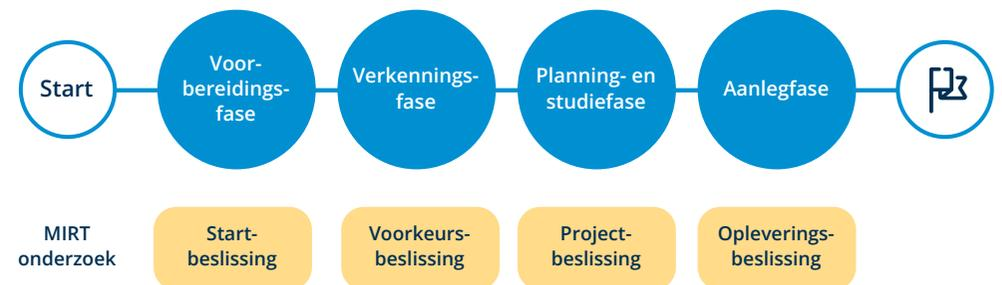 Start
Voor-
bereidings-
fase
Verkennings-
fase
Planning- en
studiefase
Aanlegfase
MIRT
onderzoek
Start-
beslissing
Voorkeurs-
beslissing
Project-
beslissing
Opleverings-
beslissing